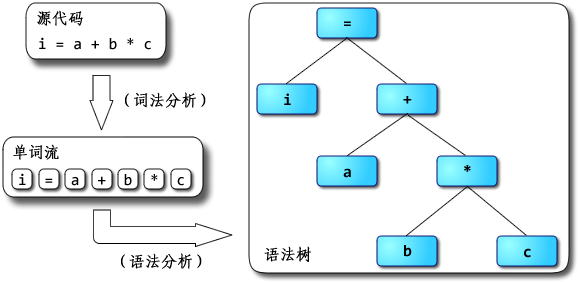 源代码
i = a + b * c
(词法分析)
单词流
i = a + b * c
(语法分析)
=
i +
a *
b c
语法树